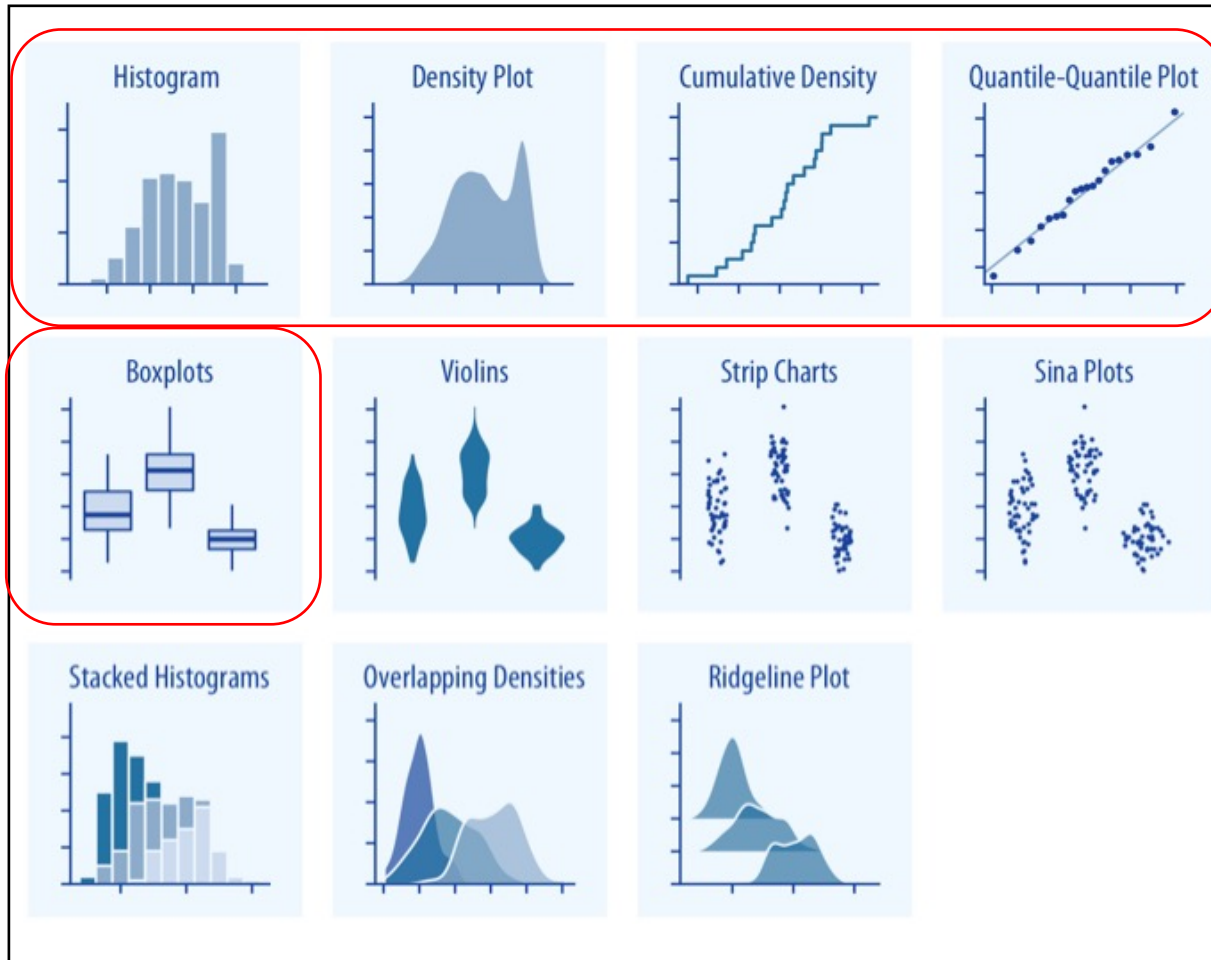 Histogram
Density Plot
Cumulative Density
Quantile-Quantile Plot
Boxplots
Violins
Strip Charts
Sina Plots
Stacked Histograms
Overlapping Densities
Ridgeline Plot